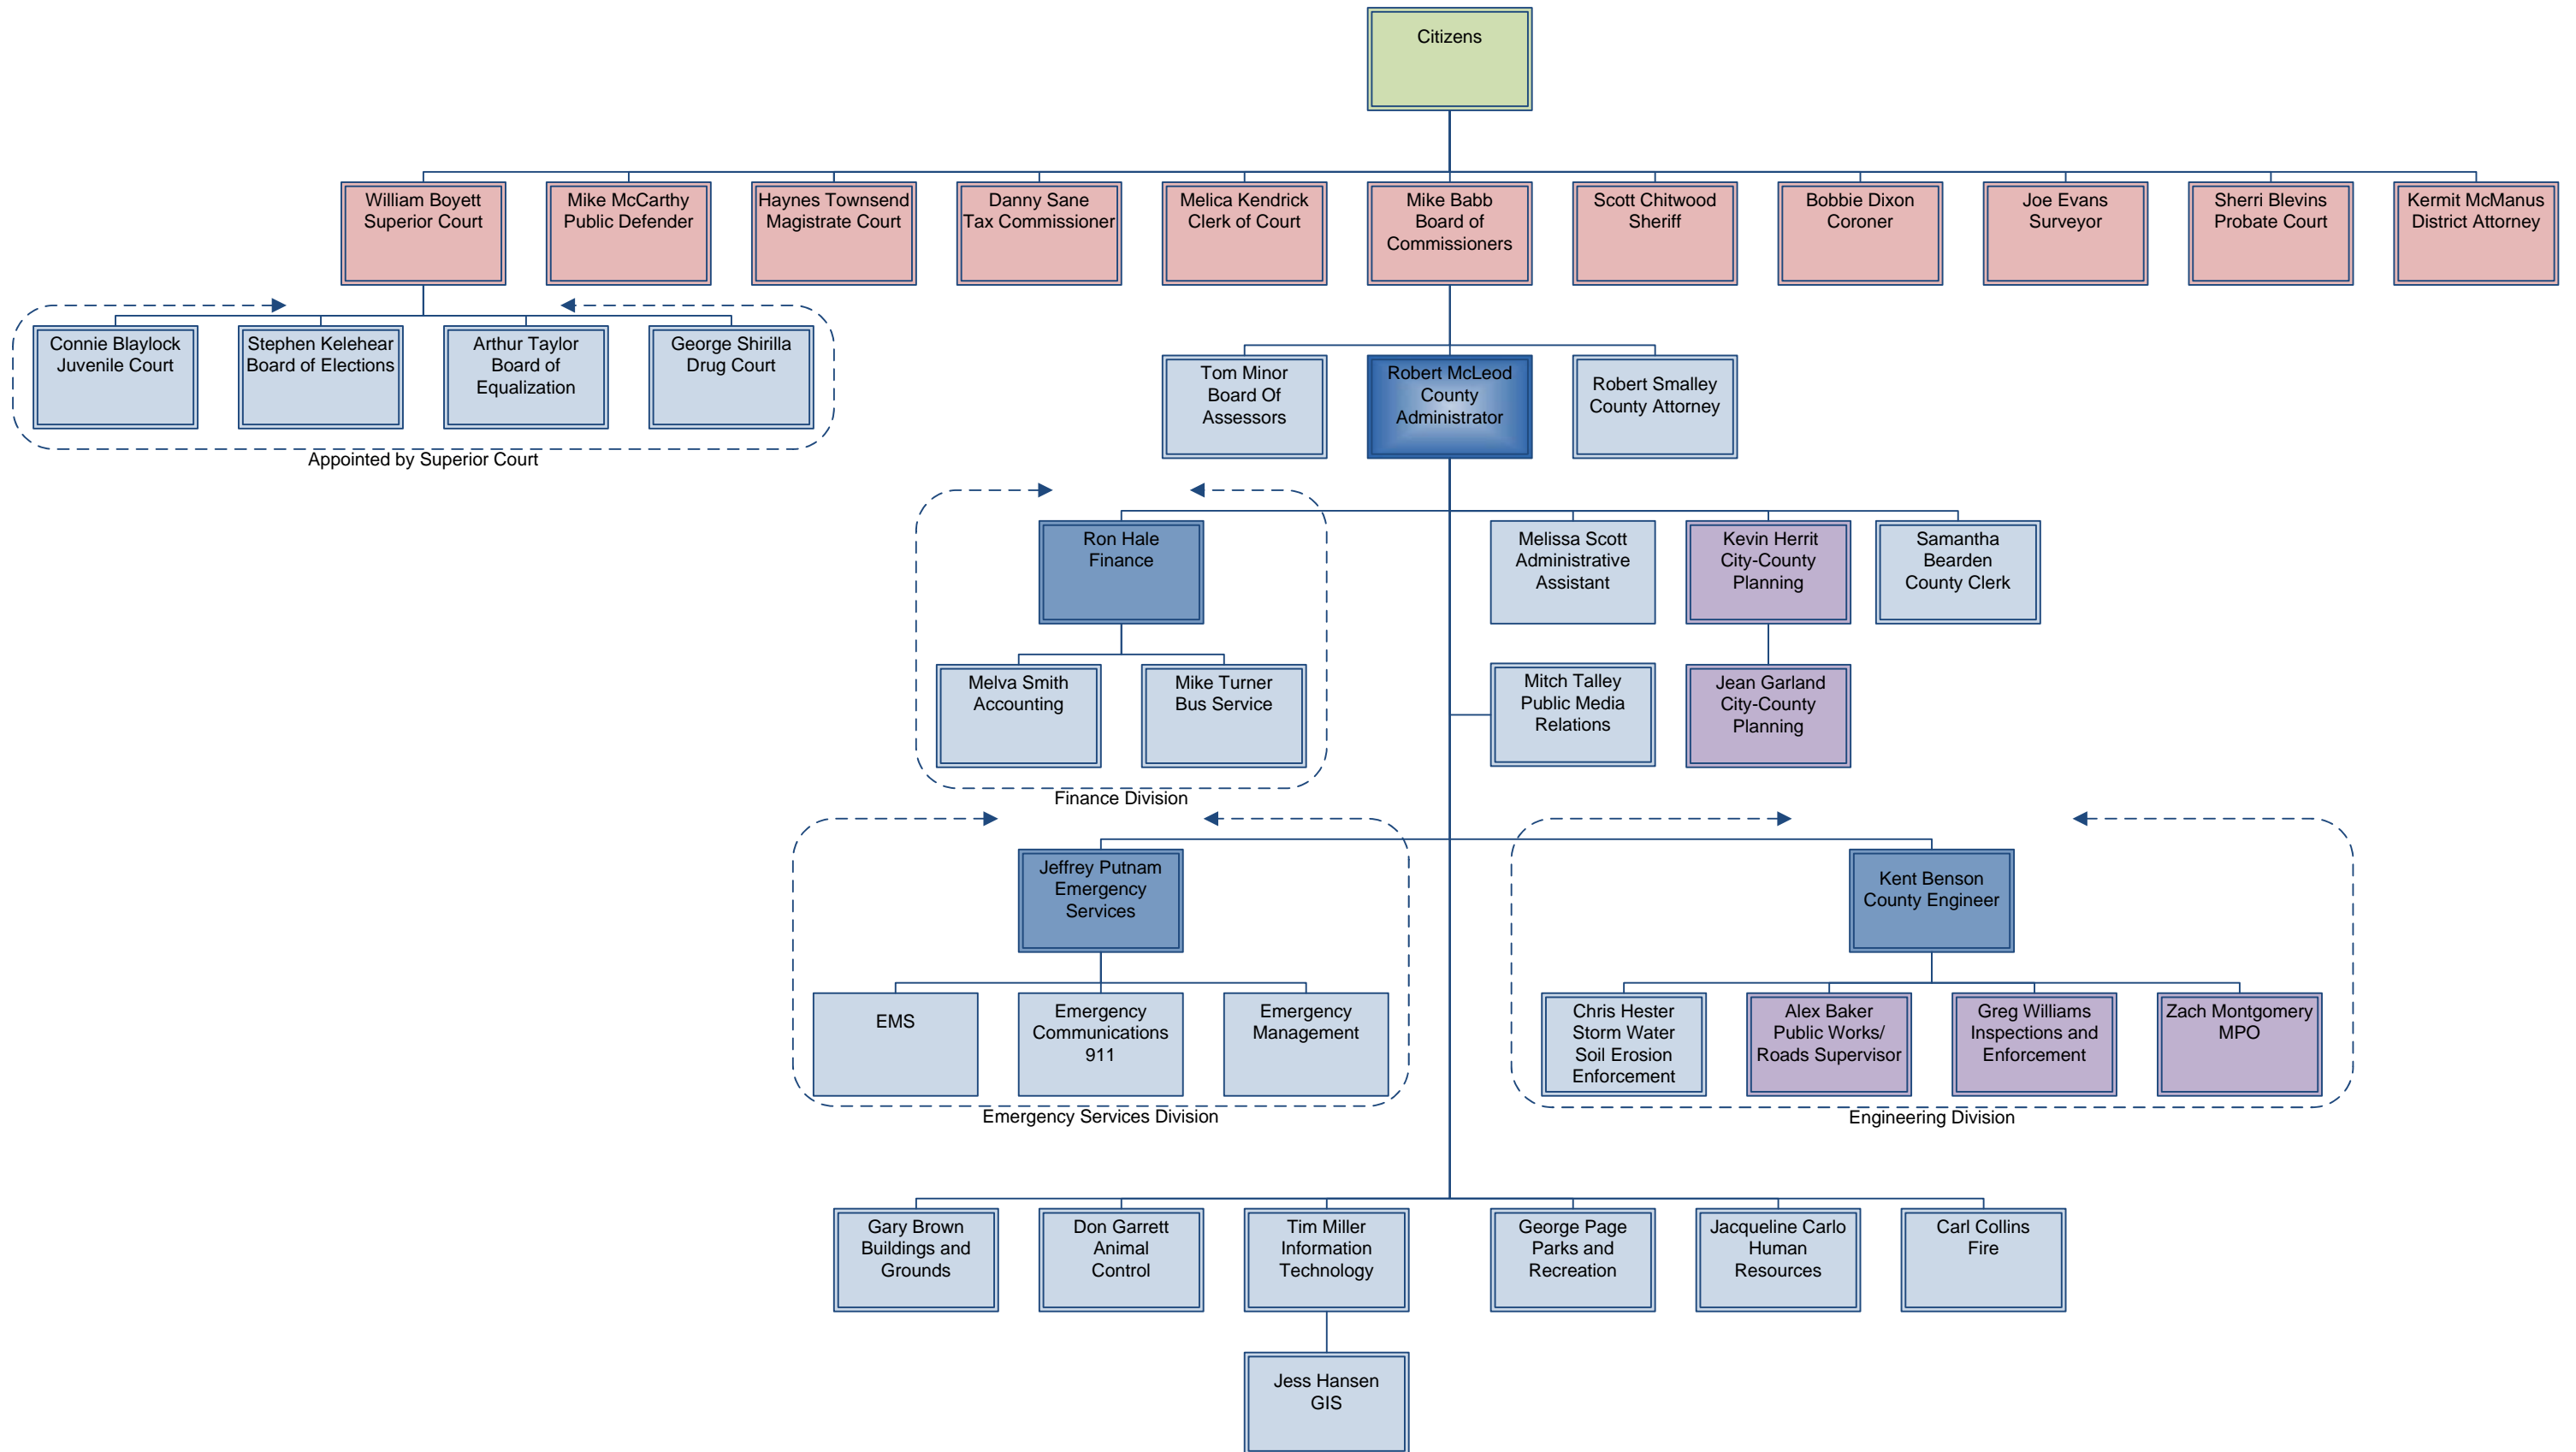 Citizens
William Boyett
Superior Court
Mike McCarthy
Public Defender
Haynes Townsend
Magistrate Court
Danny Sane
Tax Commissioner
Melica Kendrick
Clerk of Court
Mike Babb
Board of
Commissioners
Scott Chitwood
Sheriff
Bobbie Dixon
Coroner
Joe Evans
Surveyor
Sherri Blevins
Probate Court
Kermit McManus
District Attorney
Connie Blaylock
Juvenile Court
Stephen Kelehear
Board of Elections
Arthur Taylor
Board of
Equalization
George Shirilla
Drug Court
Appointed by Superior Court
Tom Minor
Board Of
Assessors
Robert McLeod
County
Administrator
Robert Smalley
County Attorney
Ron Hale
Finance
Melissa Scott
Administrative
Assistant
Kevin Herrit
City-County
Planning
Samantha
Bearden
County Clerk
Melva Smith
Accounting
Mike Turner
Bus Service
Mitch Talley
Public Media
Relations
Jean Garland
City-County
Planning
Finance Division
Jeffrey Putnam
Emergency
Services
Kent Benson
County Engineer
EMS
Emergency
Communications
911
Emergency
Management
Chris Hester
Storm Water
Soil Erosion
Enforcement
Alex Baker
Public Works/
Roads Supervisor
Greg Williams
Inspections and
Enforcement
Zach Montgomery
MPO
Emergency Services Division
Engineering Division
Gary Brown
Buildings and
Grounds
Don Garrett
Animal
Control
Tim Miller
Information
Technology
George Page
Parks and
Recreation
Jacqueline Carlo
Human
Resources
Carl Collins
Fire
Jess Hansen
GIS